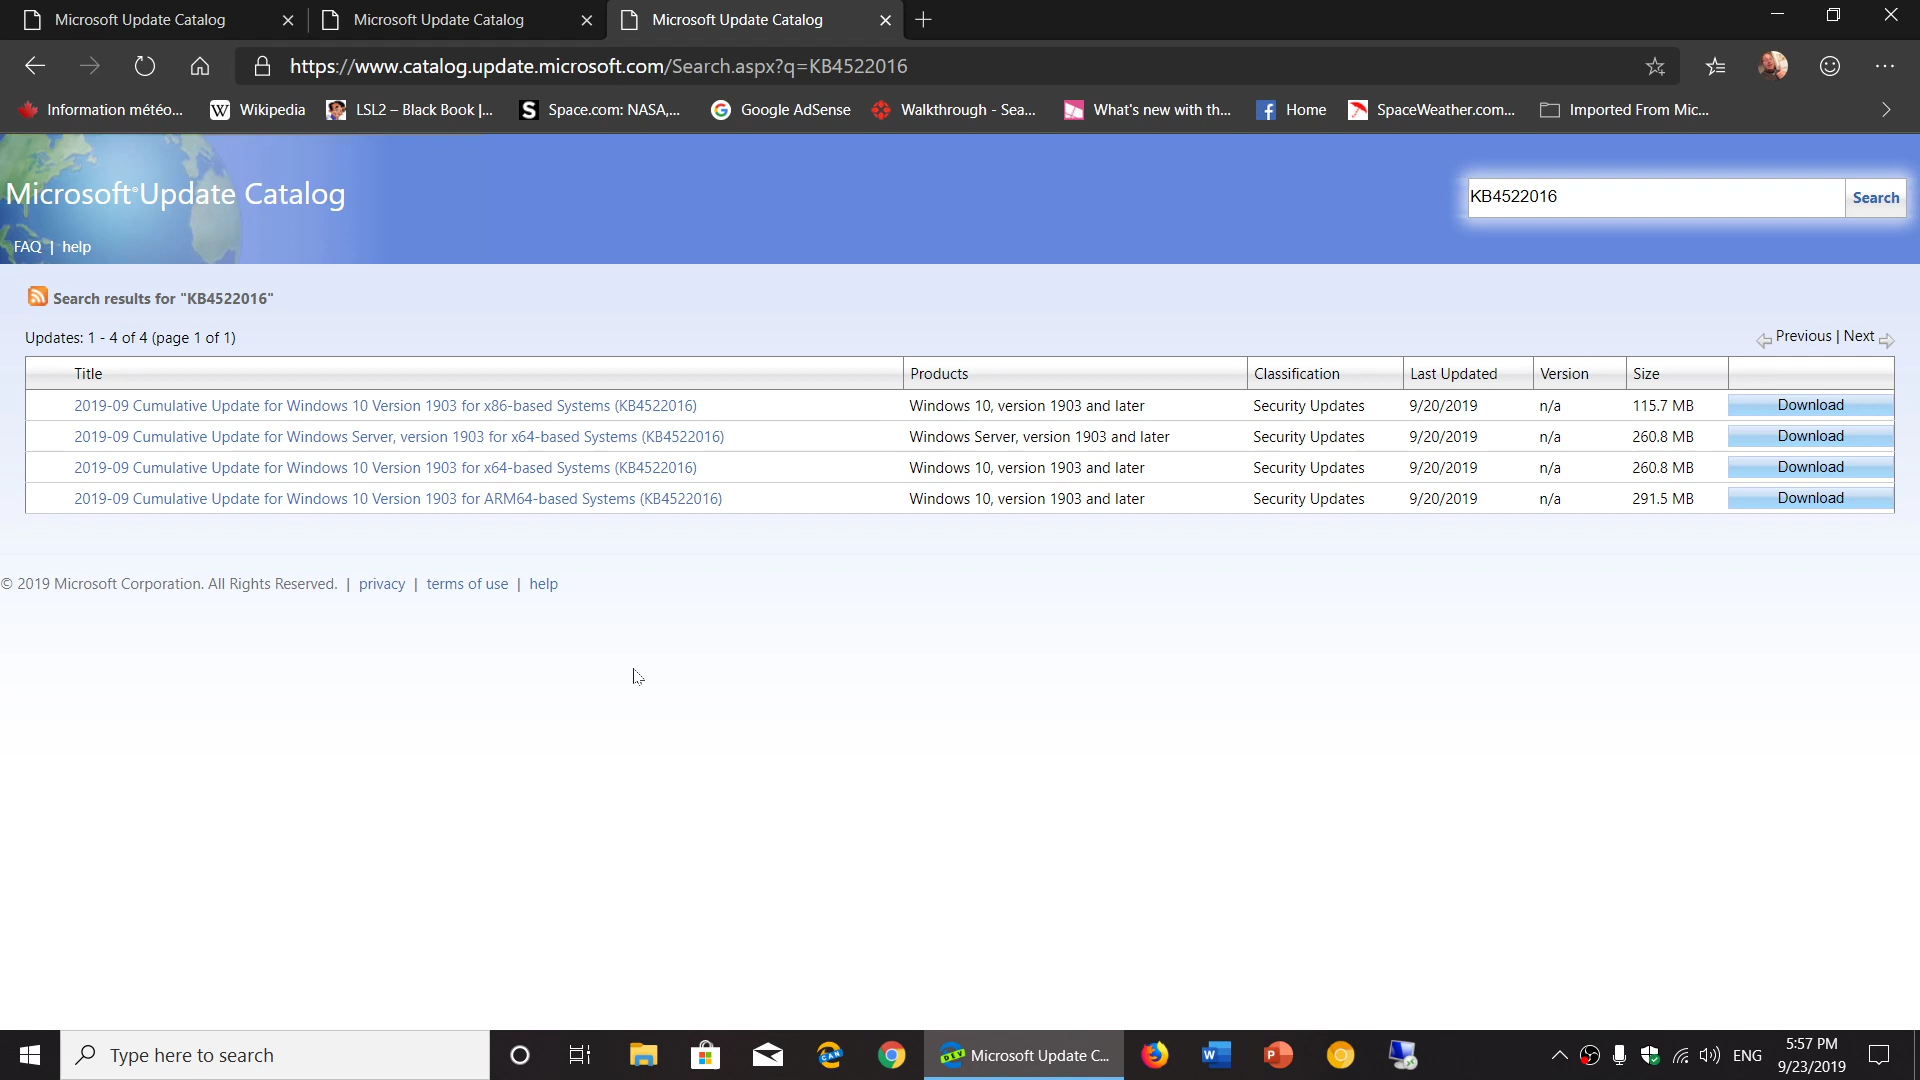 Microsoft Update Catalog
Microsoft Update Catalog
Microsoft Update Catalog
https://www.catalog.update.microsoft.com/Search.aspx?q=KB4522016
Information météo...
Wikipedia
LSL2 – Black Book |...
Space.com: NASA,...
Google AdSense
Walkthrough - Sea...
What's new with th...
Home
SpaceWeather.com...
Imported From Mic...
Microsoft® Update Catalog
KB4522016
Search
FAQ | help
Search results for "KB4522016"
Updates: 1 - 4 of 4 (page 1 of 1)
Previous | Next
Title Products Classification Last Updated Version Size
2019-09 Cumulative Update for Windows 10 Version 1903 for x86-based Systems (KB4522016) Windows 10, version 1903 and later Security Updates 9/20/2019 n/a 115.7 MB Download
2019-09 Cumulative Update for Windows Server, version 1903 for x64-based Systems (KB4522016) Windows Server, version 1903 and later Security Updates 9/20/2019 n/a 260.8 MB Download
2019-09 Cumulative Update for Windows 10 Version 1903 for x64-based Systems (KB4522016) Windows 10, version 1903 and later Security Updates 9/20/2019 n/a 260.8 MB Download
2019-09 Cumulative Update for Windows 10 Version 1903 for ARM64-based Systems (KB4522016) Windows 10, version 1903 and later Security Updates 9/20/2019 n/a 291.5 MB Download
© 2019 Microsoft Corporation. All Rights Reserved. | privacy | terms of use | help
Type here to search
CAN
DEV
Microsoft Update C...
ENG
5:57 PM
9/23/2019